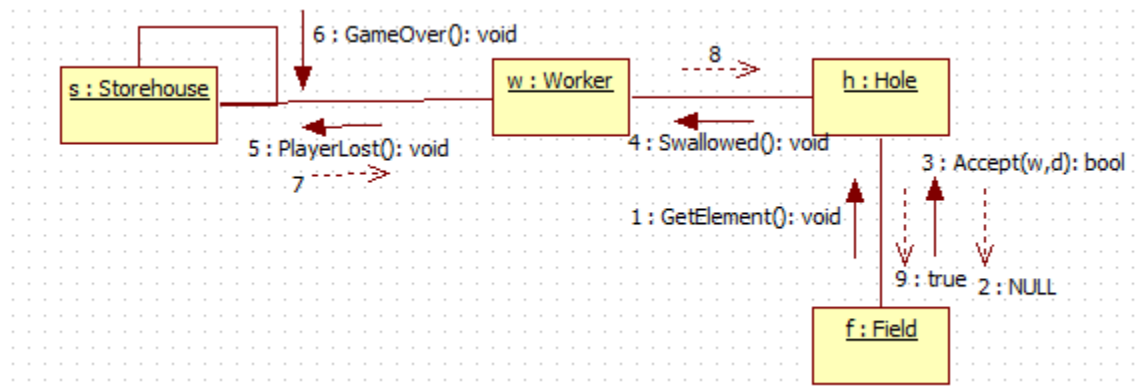 6 : GameOver(): void
s : Storehouse
w : Worker
8
h : Hole
5 : PlayerLost(): void
7
4 : Swallowed(): void
3 : Accept(w,d): bool
1 : GetElement(): void
9 : true
2 : NULL
f : Field